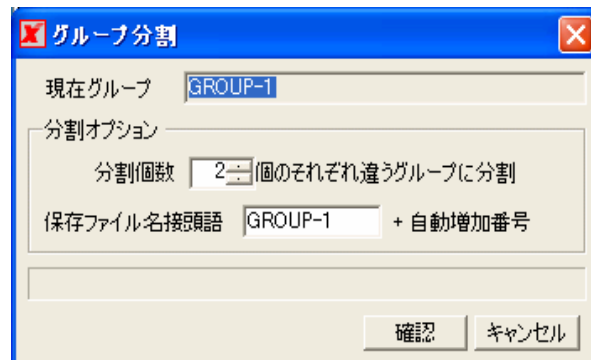 グループ分割
現在グループ GROUP-1
分割オプション
分割個数 2 個のそれぞれ違うグループに分割
保存ファイル名接頭語 GROUP-1 + 自動増加番号
確認 キャンセル